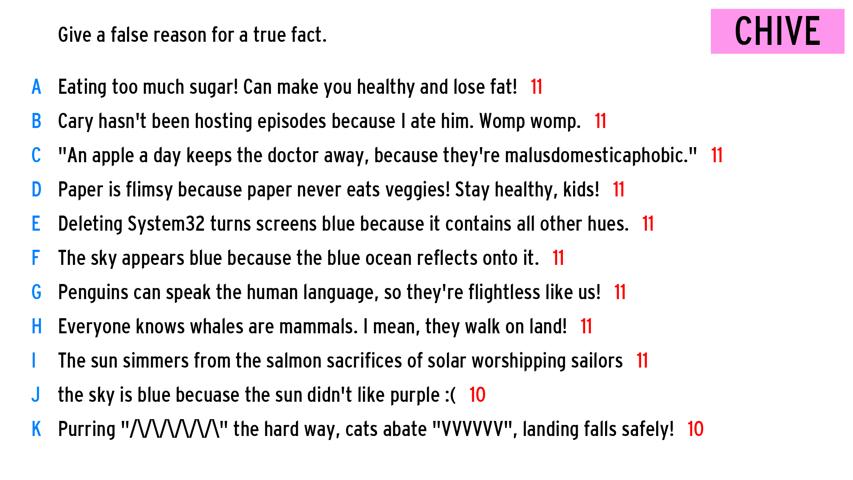 Give a false reason for a true fact.
CHIVE
A Eating too much sugar! Can make you healthy and lose fat! 11
B Cary hasn't been hosting episodes because I ate him. Womp womp. 11
C "An apple a day keeps the doctor away, because they're malusdomesticaphobic." 11
D Paper is flimsy because paper never eats veggies! Stay healthy, kids! 11
E Deleting System32 turns screens blue because it contains all other hues. 11
F The sky appears blue because the blue ocean reflects onto it. 11
G Penguins can speak the human language, so they're flightless like us! 11
H Everyone knows whales are mammals. I mean, they walk on land! 11
I The sun simmers from the salmon sacrifices of solar worshipping sailors 11
J the sky is blue becuase the sun didn't like purple :( 10
K Purring "/\/\/\/\/\/\" the hard way, cats abate "VVVVVV", landing falls safely! 10